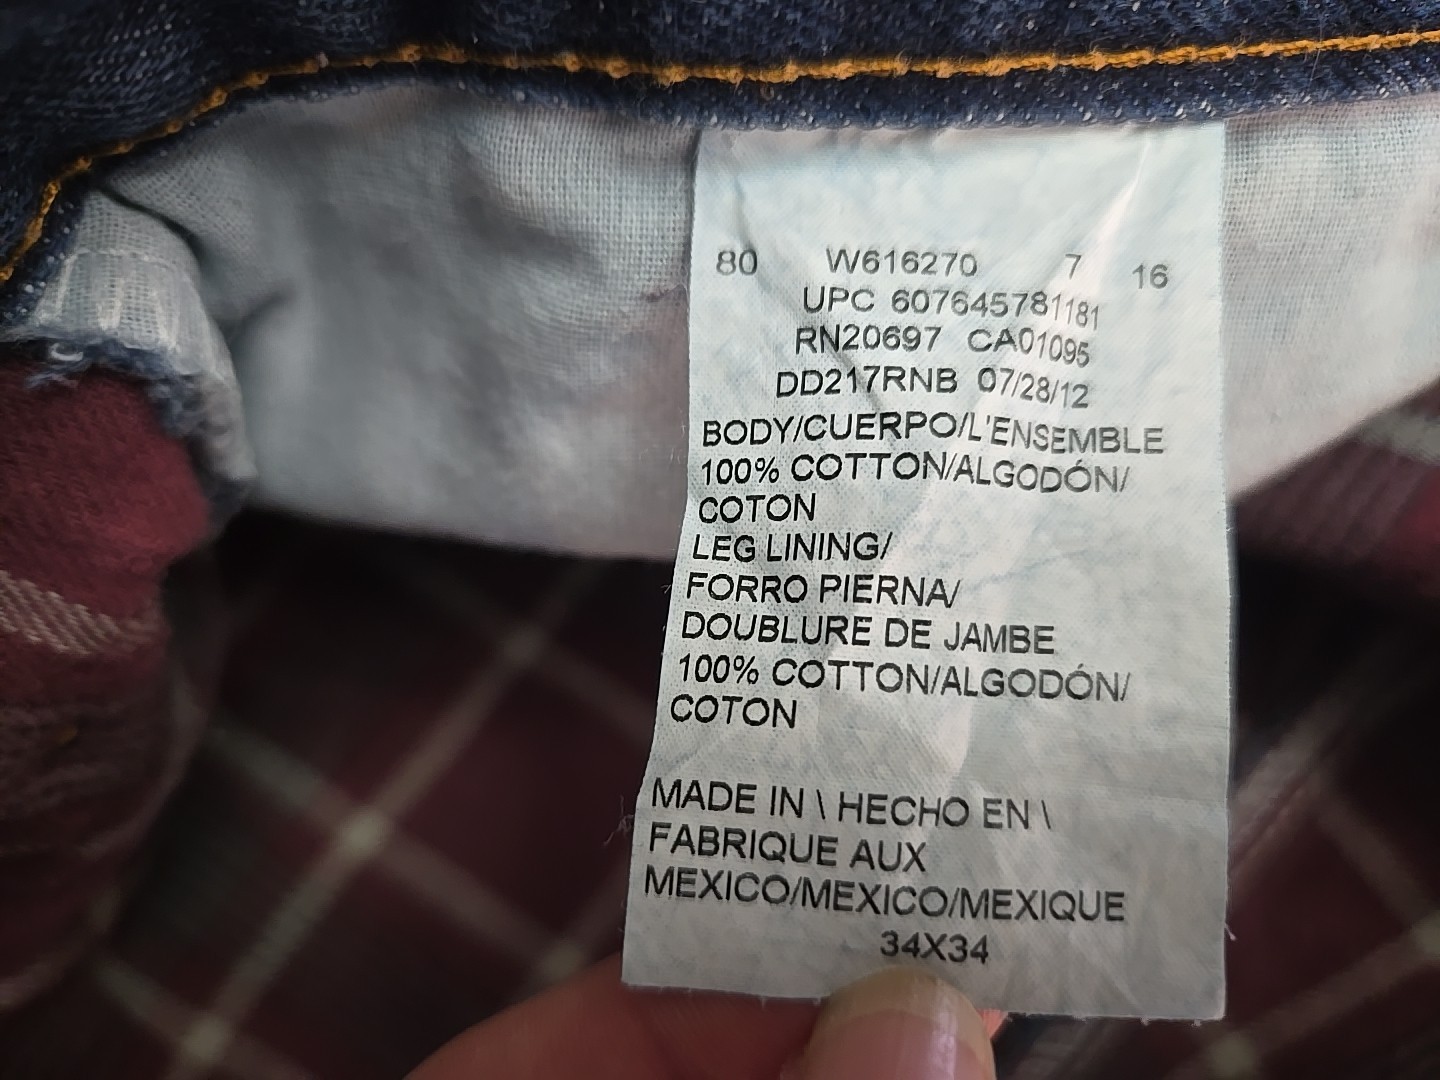 80 W616270 7 16
UPC 607645781181
RN20697 CA01095
DD217RNB 07/28/12
BODY/CUERPO/L'ENSEMBLE
100% COTTON/ALGODÓN/
COTON
LEG LINING/
FORRO PIERNA/
DOUBLURE DE JAMBE
100% COTTON/ALGODÓN/
COTON
MADE IN \ HECHO EN \
FABRIQUE AUX
MEXICO/MEXICO/MEXIQUE
34X34